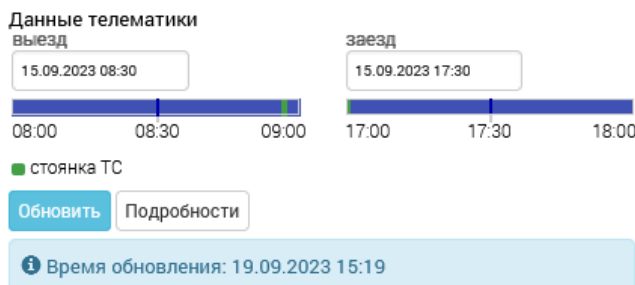 Данные телематики
выезд заезд
15.09.2023 08:30 15.09.2023 17:30
08:00 08:30 09:00 17:00 17:30 18:00
стоянка ТС
Обновить Подробности
Время обновления: 19.09.2023 15:19